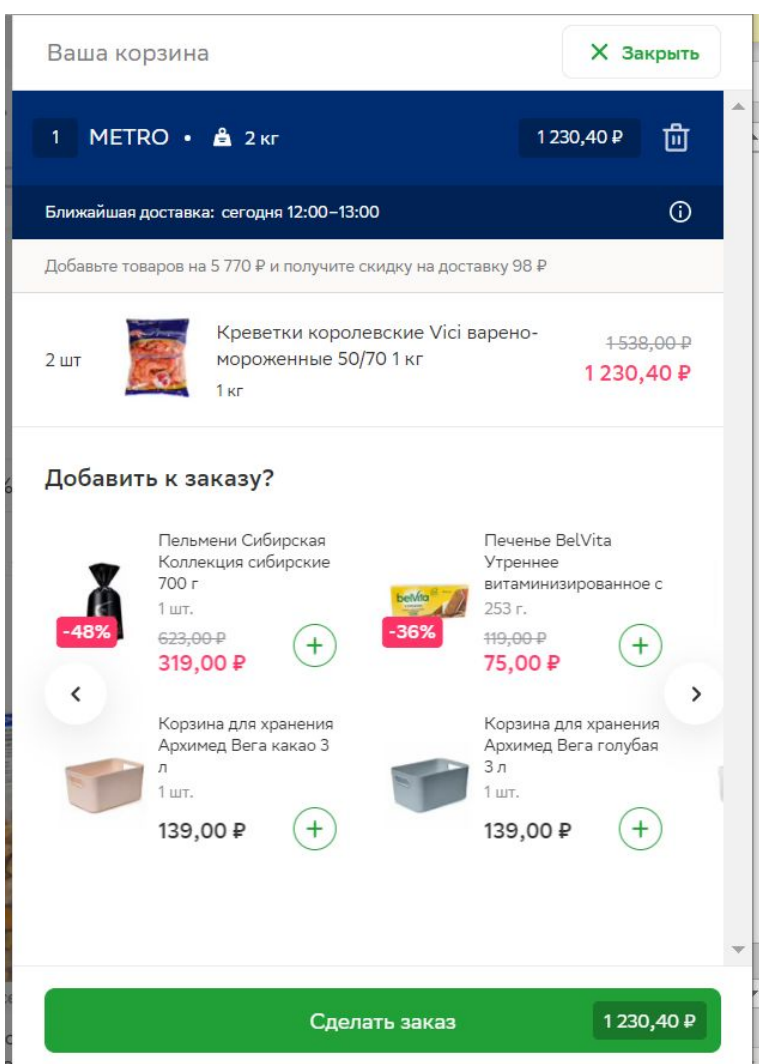 Ваша корзина
Закрыть
1 METRO • 2 кг
1 230,40 ₽
Ближайшая доставка: сегодня 12:00–13:00
Добавьте товаров на 5 770 ₽ и получите скидку на доставку 98 ₽
2 шт
Креветки королевские Vici варено-
мороженные 50/70 1 кг
1 кг
1 538,00 ₽
1 230,40 ₽
Добавить к заказу?
Пельмени Сибирская
Коллекция сибирские
700 г
1 шт.
-48%
623,00 ₽
319,00 ₽
Печенье BelVita
Утреннее
витаминизированное с
253 г.
belVita
-36%
119,00 ₽
75,00 ₽
Корзина для хранения
Архимед Вега какао 3
л
1 шт.
139,00 ₽
Корзина для хранения
Архимед Вега голубая
3 л
1 шт.
139,00 ₽
Сделать заказ
1 230,40 ₽